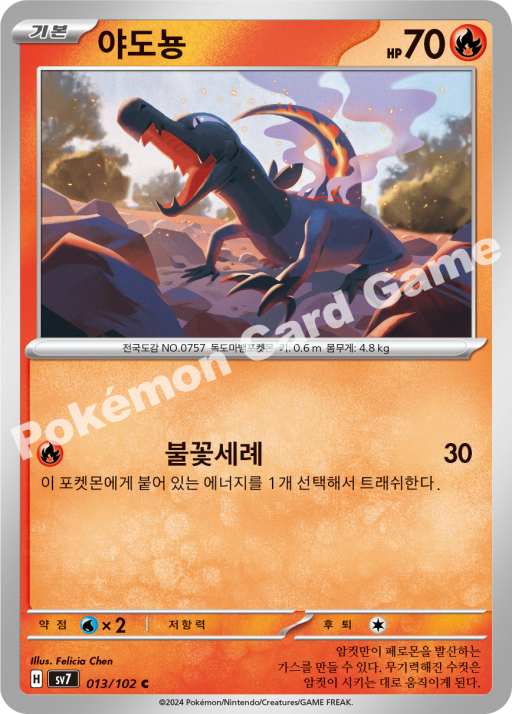 기본 야도뇽 HP 70
전국도감 NO.0757 독도마뱀포켓몬 키: 0.6 m 몸무게: 4.8 kg
Pokémon Card Game
불꽃세례 30
이 포켓몬에게 붙어 있는 에너지를 1개 선택해서 트래쉬한다.
약점 ×2 저항력 후퇴
Illus. Felicia Chen
H sv7 013/102 C
암컷만이 페로몬을 발산하는
가스를 만들 수 있다. 무기력해진 수컷은
암컷이 시키는 대로 움직이게 된다.
©2024 Pokémon/Nintendo/Creatures/GAME FREAK.